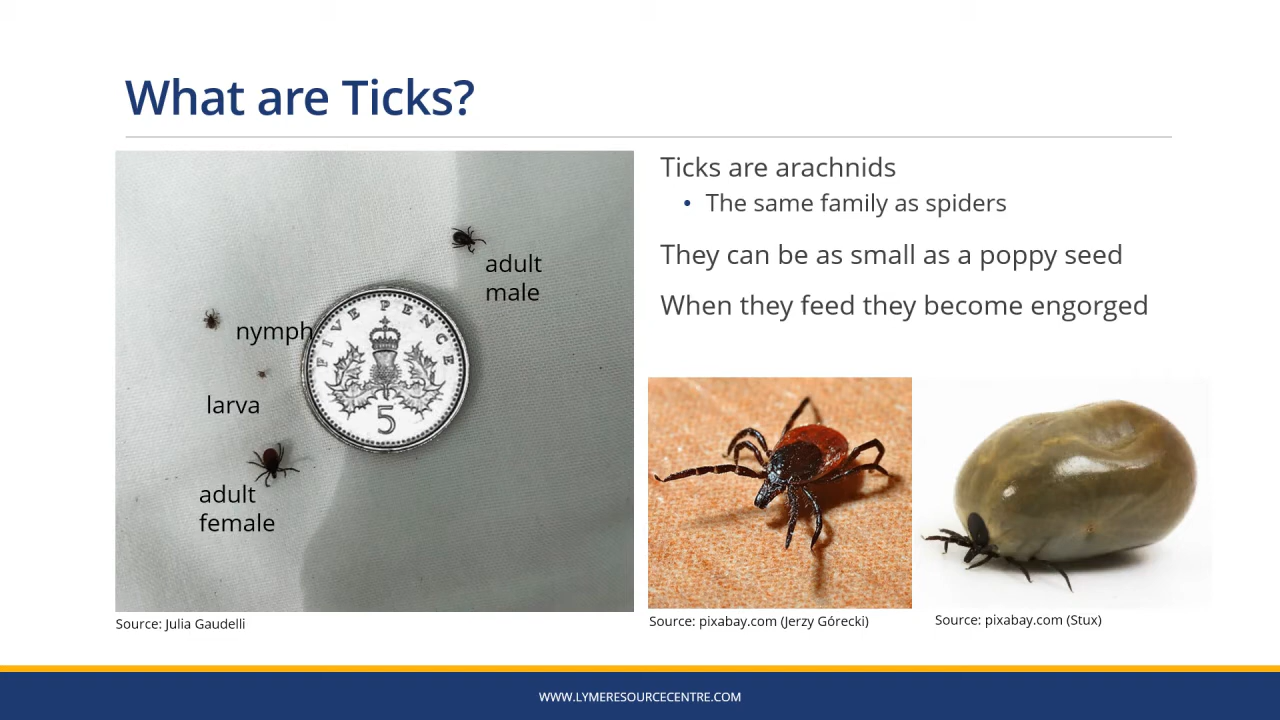 What are Ticks?
adult
male
nymph
larva
adult
female
FIVE PENCE
5
Source: Julia Gaudelli
Ticks are arachnids
• The same family as spiders
They can be as small as a poppy seed
When they feed they become engorged
Source: pixabay.com (Jerzy Górecki)
Source: pixabay.com (Stux)
WWW.LYMERESOURCECENTRE.COM